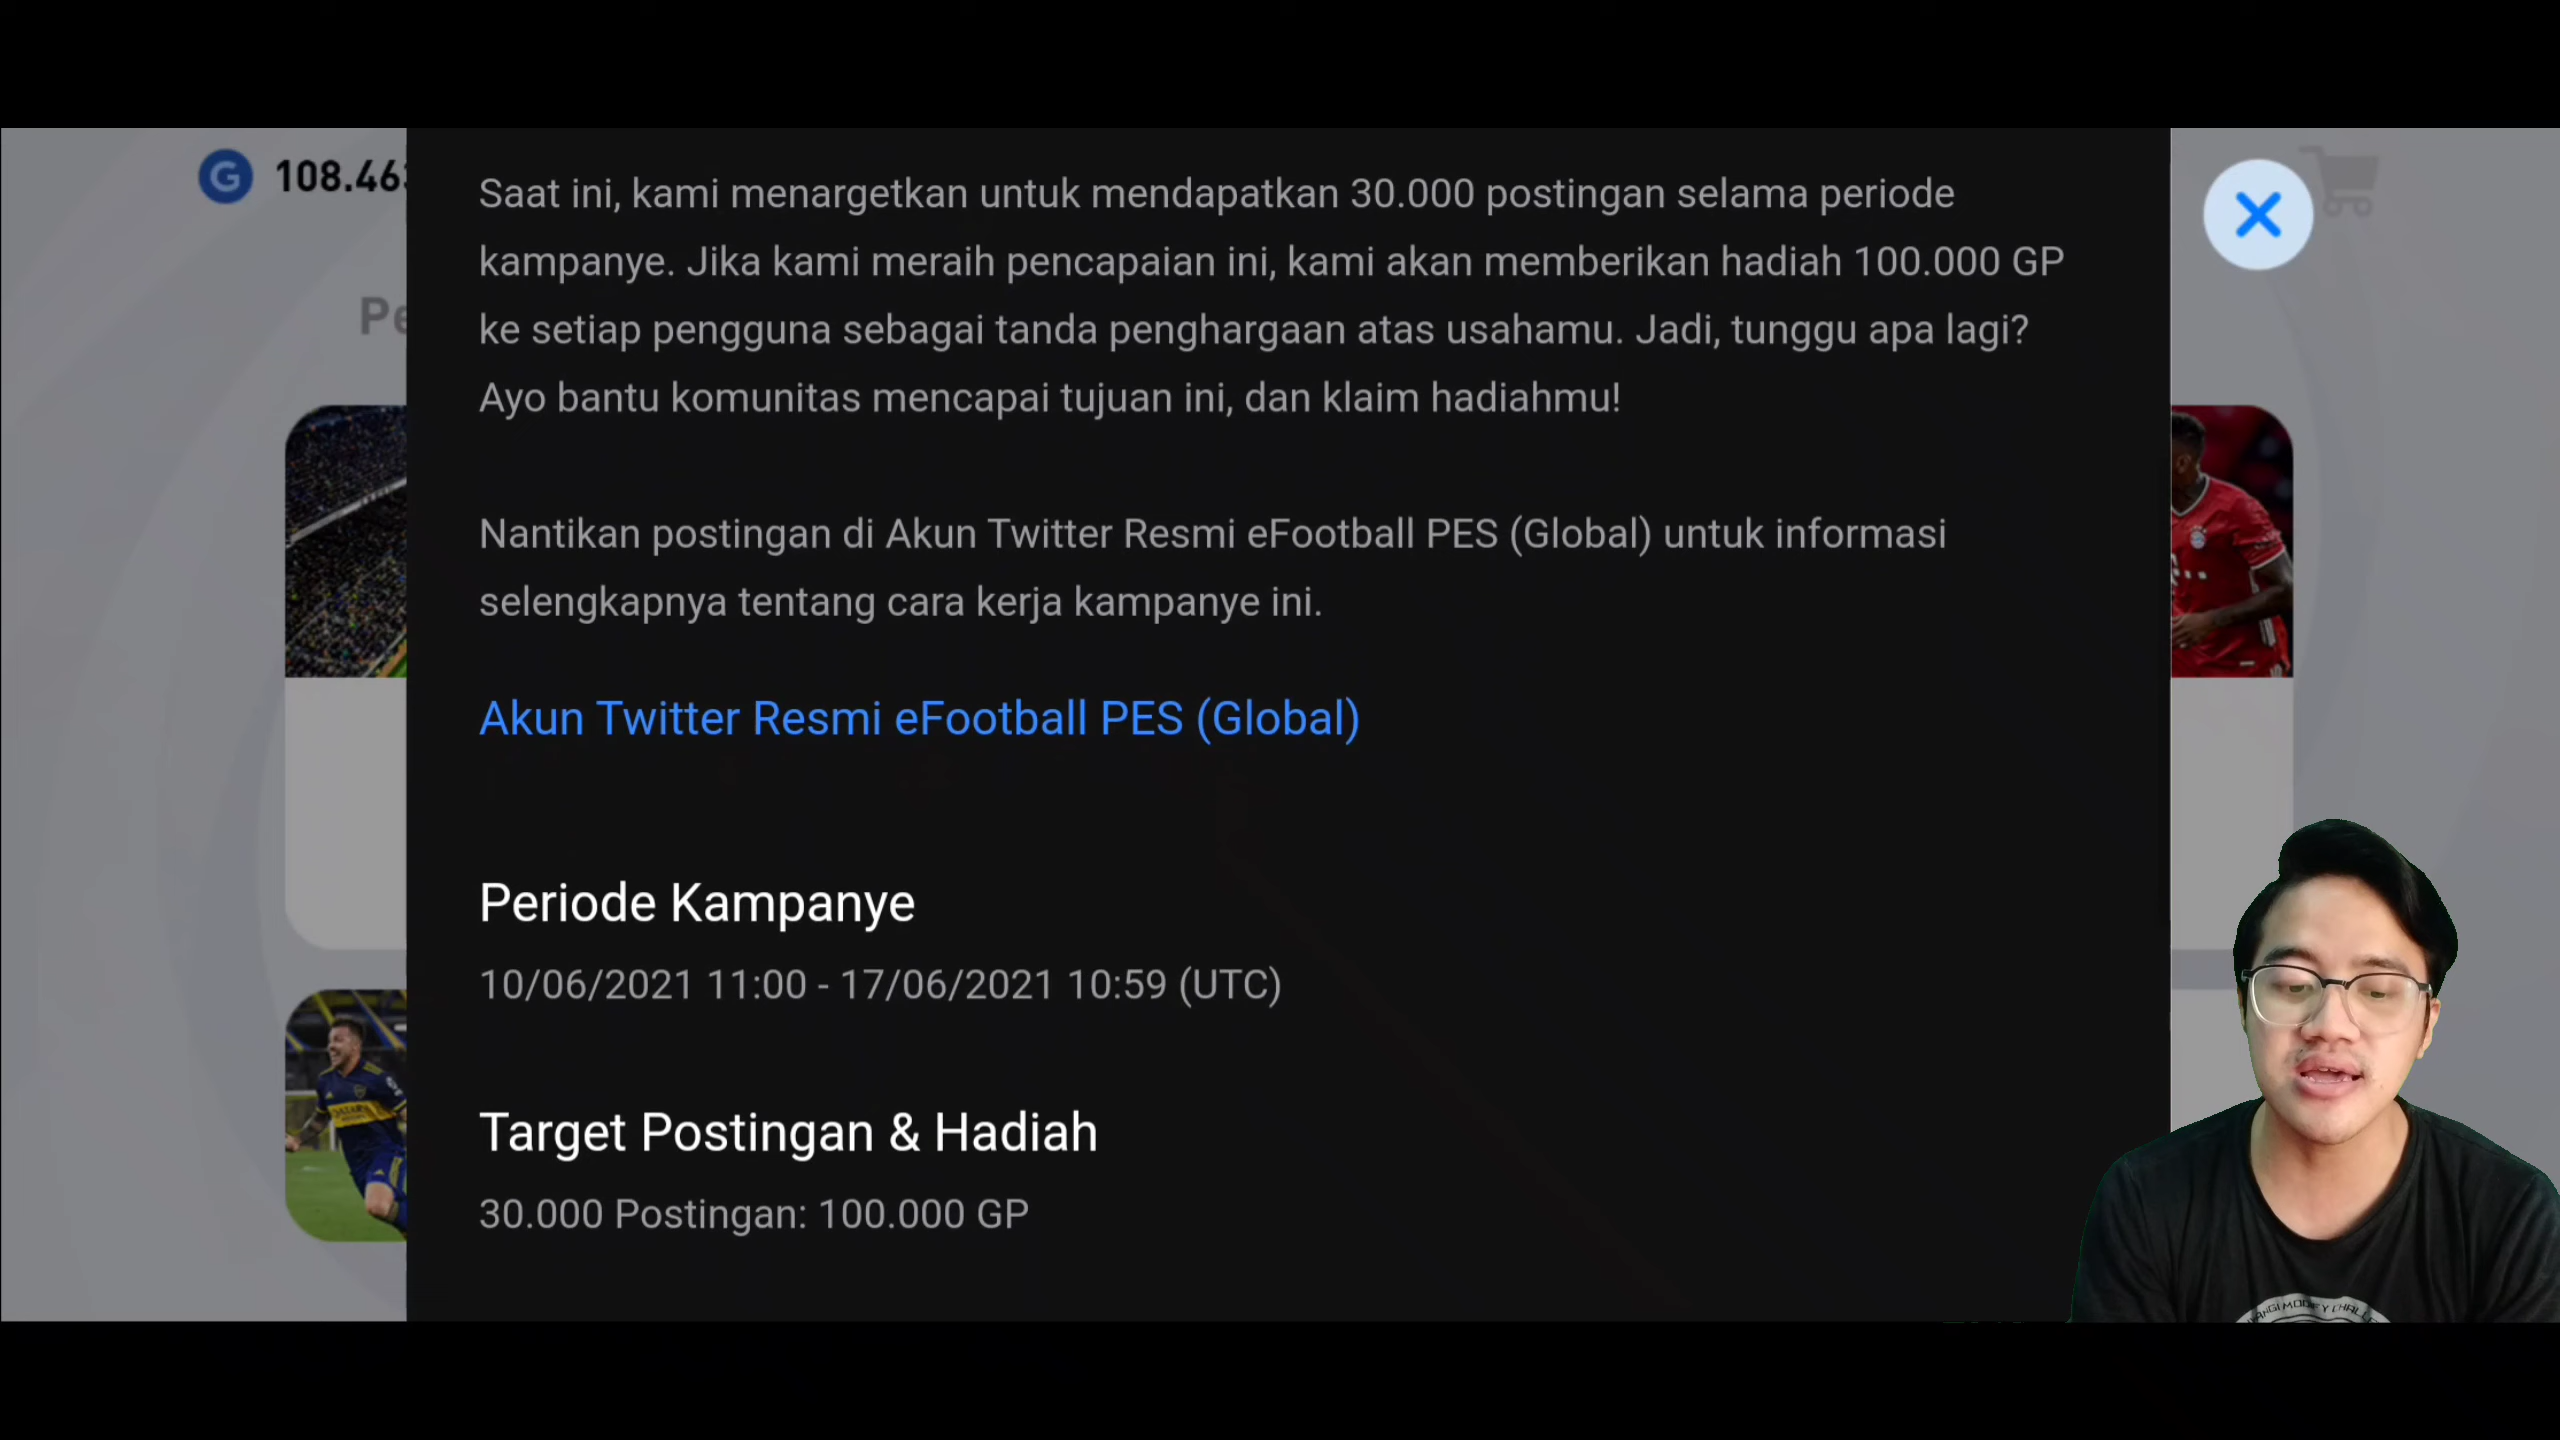 108.463
Pe
Saat ini, kami menargetkan untuk mendapatkan 30.000 postingan selama periode
kampanye. Jika kami meraih pencapaian ini, kami akan memberikan hadiah 100.000 GP
ke setiap pengguna sebagai tanda penghargaan atas usahamu. Jadi, tunggu apa lagi?
Ayo bantu komunitas mencapai tujuan ini, dan klaim hadiahmu!
Nantikan postingan di Akun Twitter Resmi eFootball PES (Global) untuk informasi
selengkapnya tentang cara kerja kampanye ini.
Akun Twitter Resmi eFootball PES (Global)
Periode Kampanye
10/06/2021 11:00 - 17/06/2021 10:59 (UTC)
Target Postingan & Hadiah
30.000 Postingan: 100.000 GP